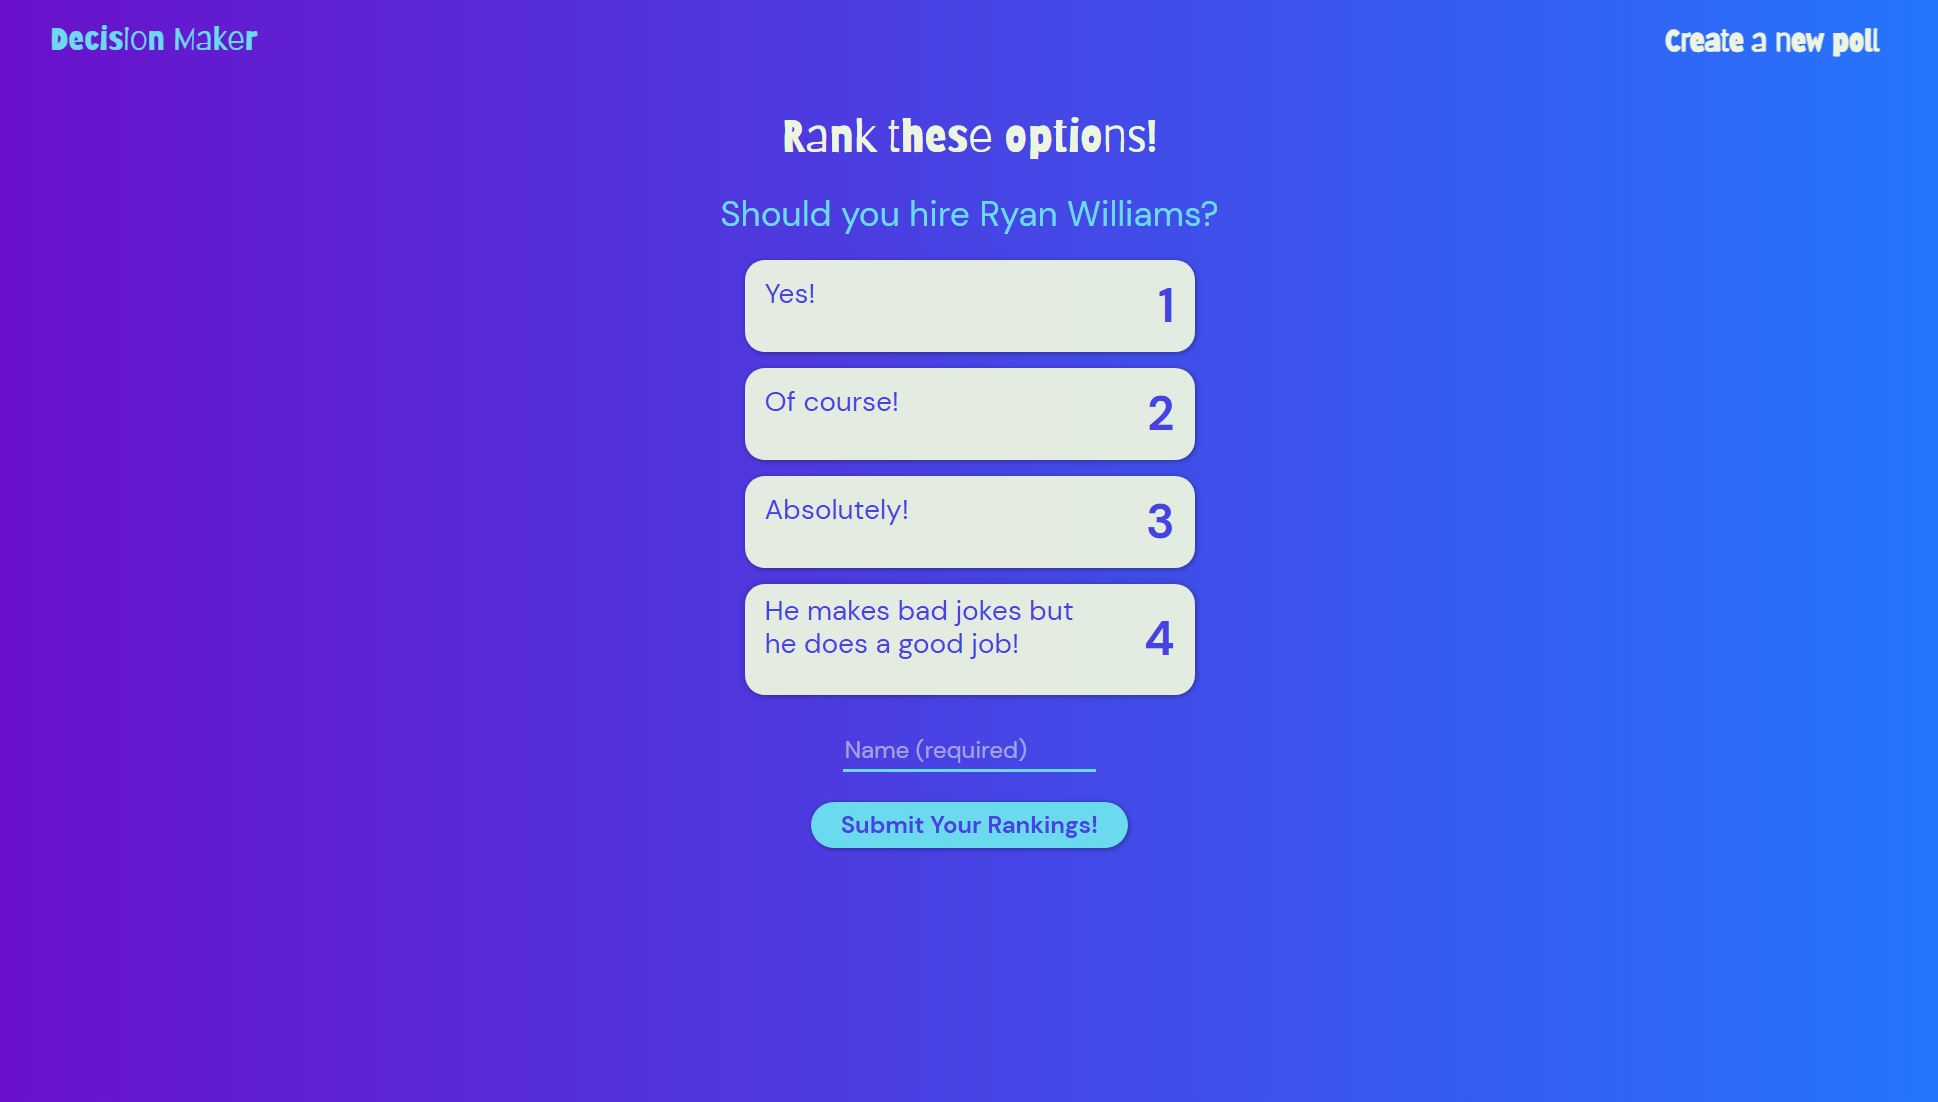 Decision Maker
Create a new poll
Rank these options!
Should you hire Ryan Williams?
Yes!
1
Of course!
2
Absolutely!
3
He makes bad jokes but
he does a good job!
4
Name (required)
Submit Your Rankings!